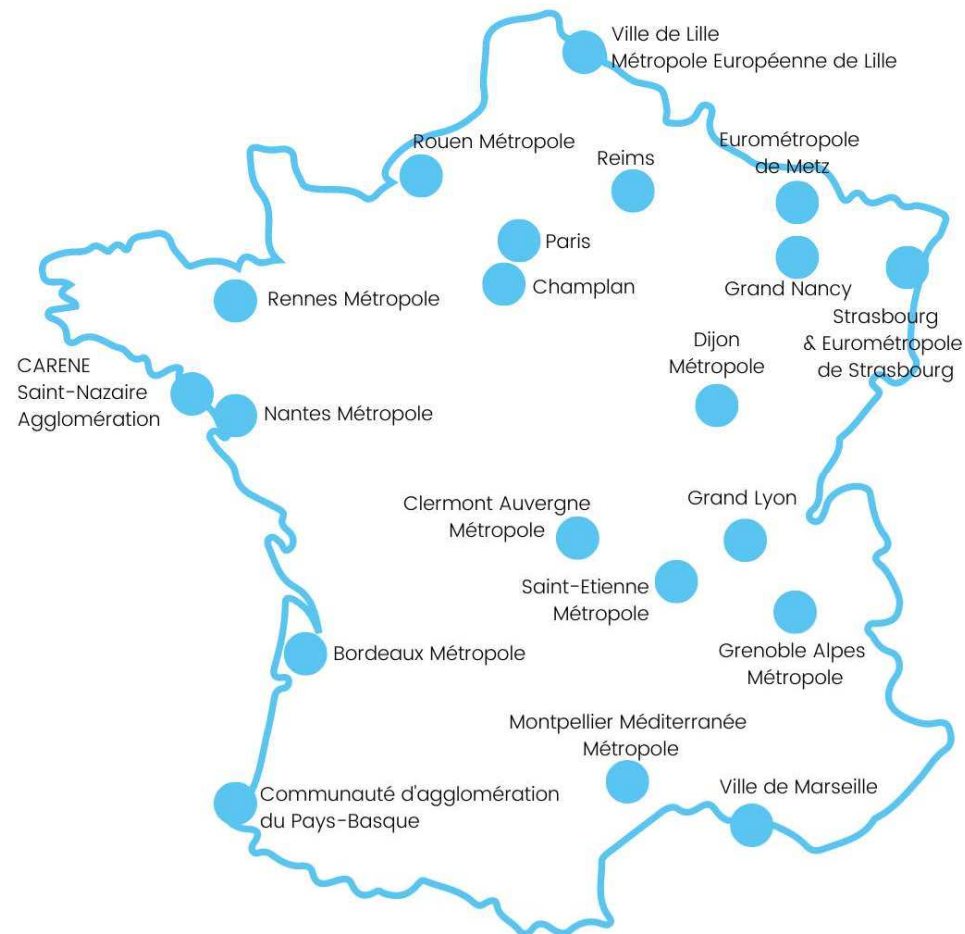 Ville de Lille
Métropole Européenne de Lille
Rouen Métropole
Reims
Eurométropole
de Metz
Paris
Champlan
Grand Nancy
Rennes Métropole
Strasbourg
& Eurométropole
de Strasbourg
Dijon
Métropole
CARENE
Saint-Nazaire
Agglomération
Nantes Métropole
Clermont Auvergne
Métropole
Grand Lyon
Saint-Etienne
Métropole
Bordeaux Métropole
Grenoble Alpes
Métropole
Montpellier Méditerranée
Métropole
Ville de Marseille
Communauté d'agglomération
du Pays-Basque